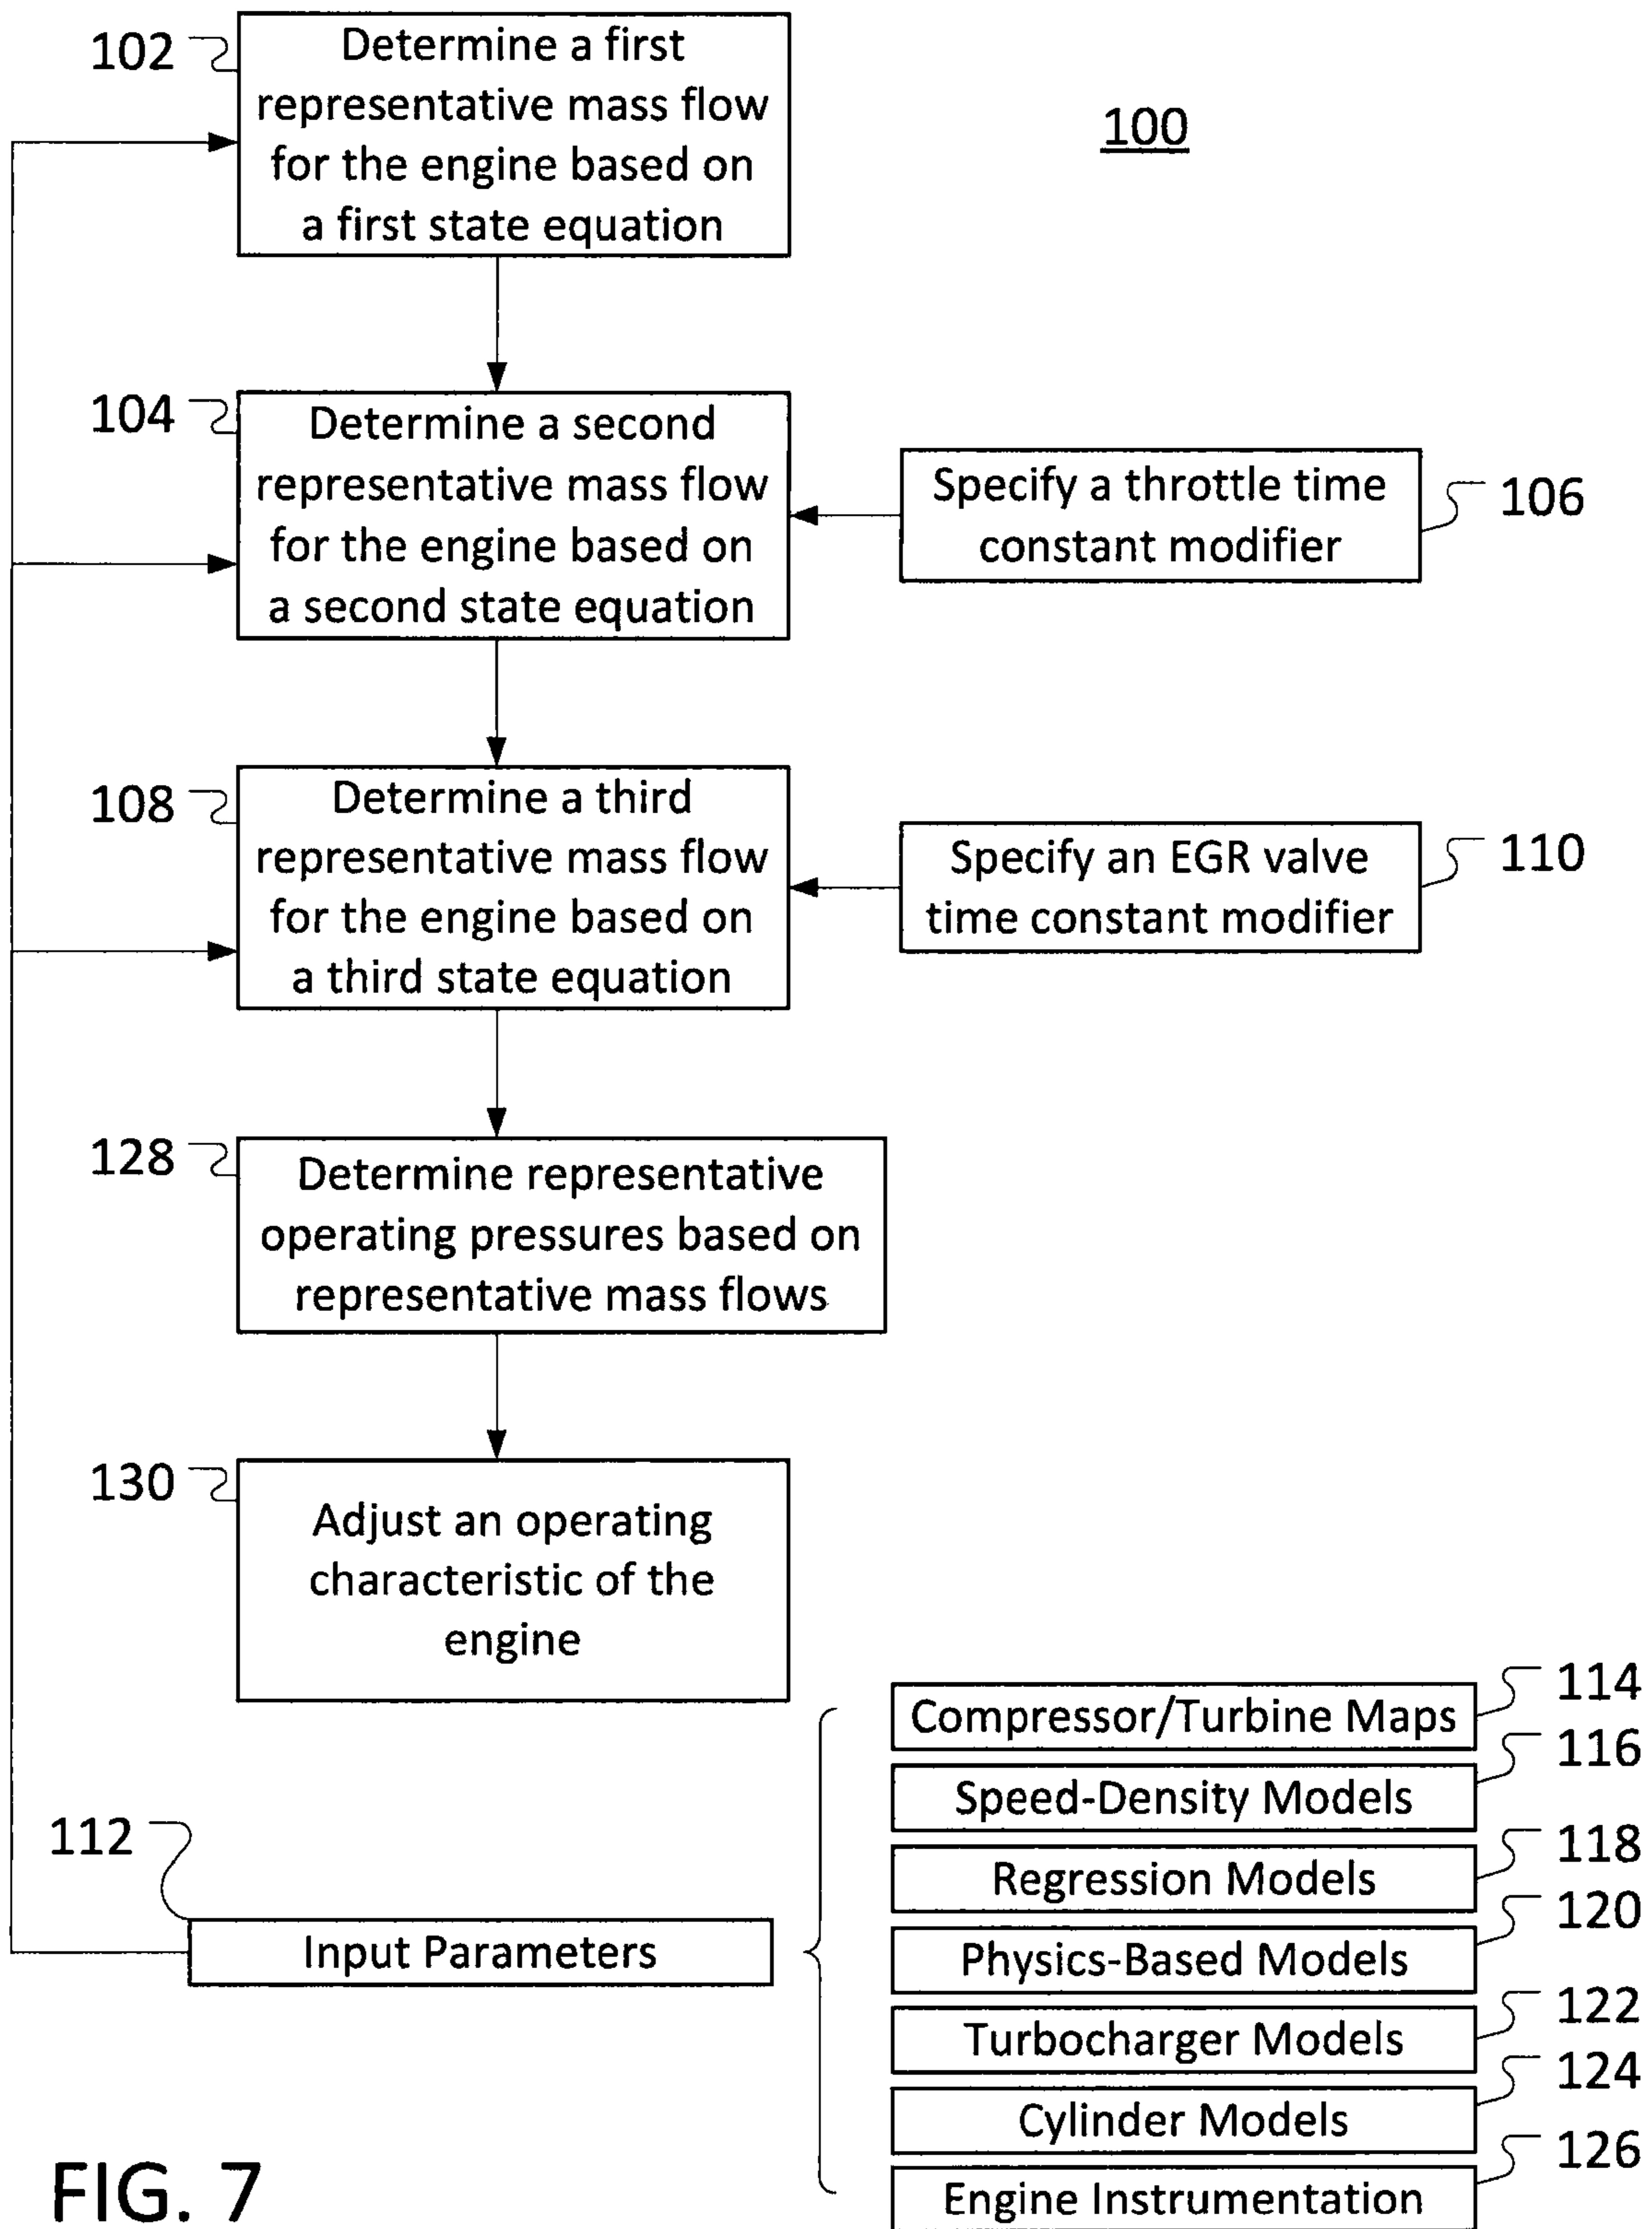 102
Determine a first
representative mass flow
for the engine based on
a first state equation
100
104
Determine a second
representative mass flow
for the engine based on
a second state equation
Specify a throttle time
constant modifier
106
108
Determine a third
representative mass flow
for the engine based on
a third state equation
Specify an EGR valve
time constant modifier
110
128
Determine representative
operating pressures based on
representative mass flows
130
Adjust an operating
characteristic of the
engine
112
Input Parameters
Compressor/Turbine Maps
114
Speed-Density Models
116
Regression Models
118
Physics-Based Models
120
Turbocharger Models
122
Cylinder Models
124
Engine Instrumentation
126
FIG. 7